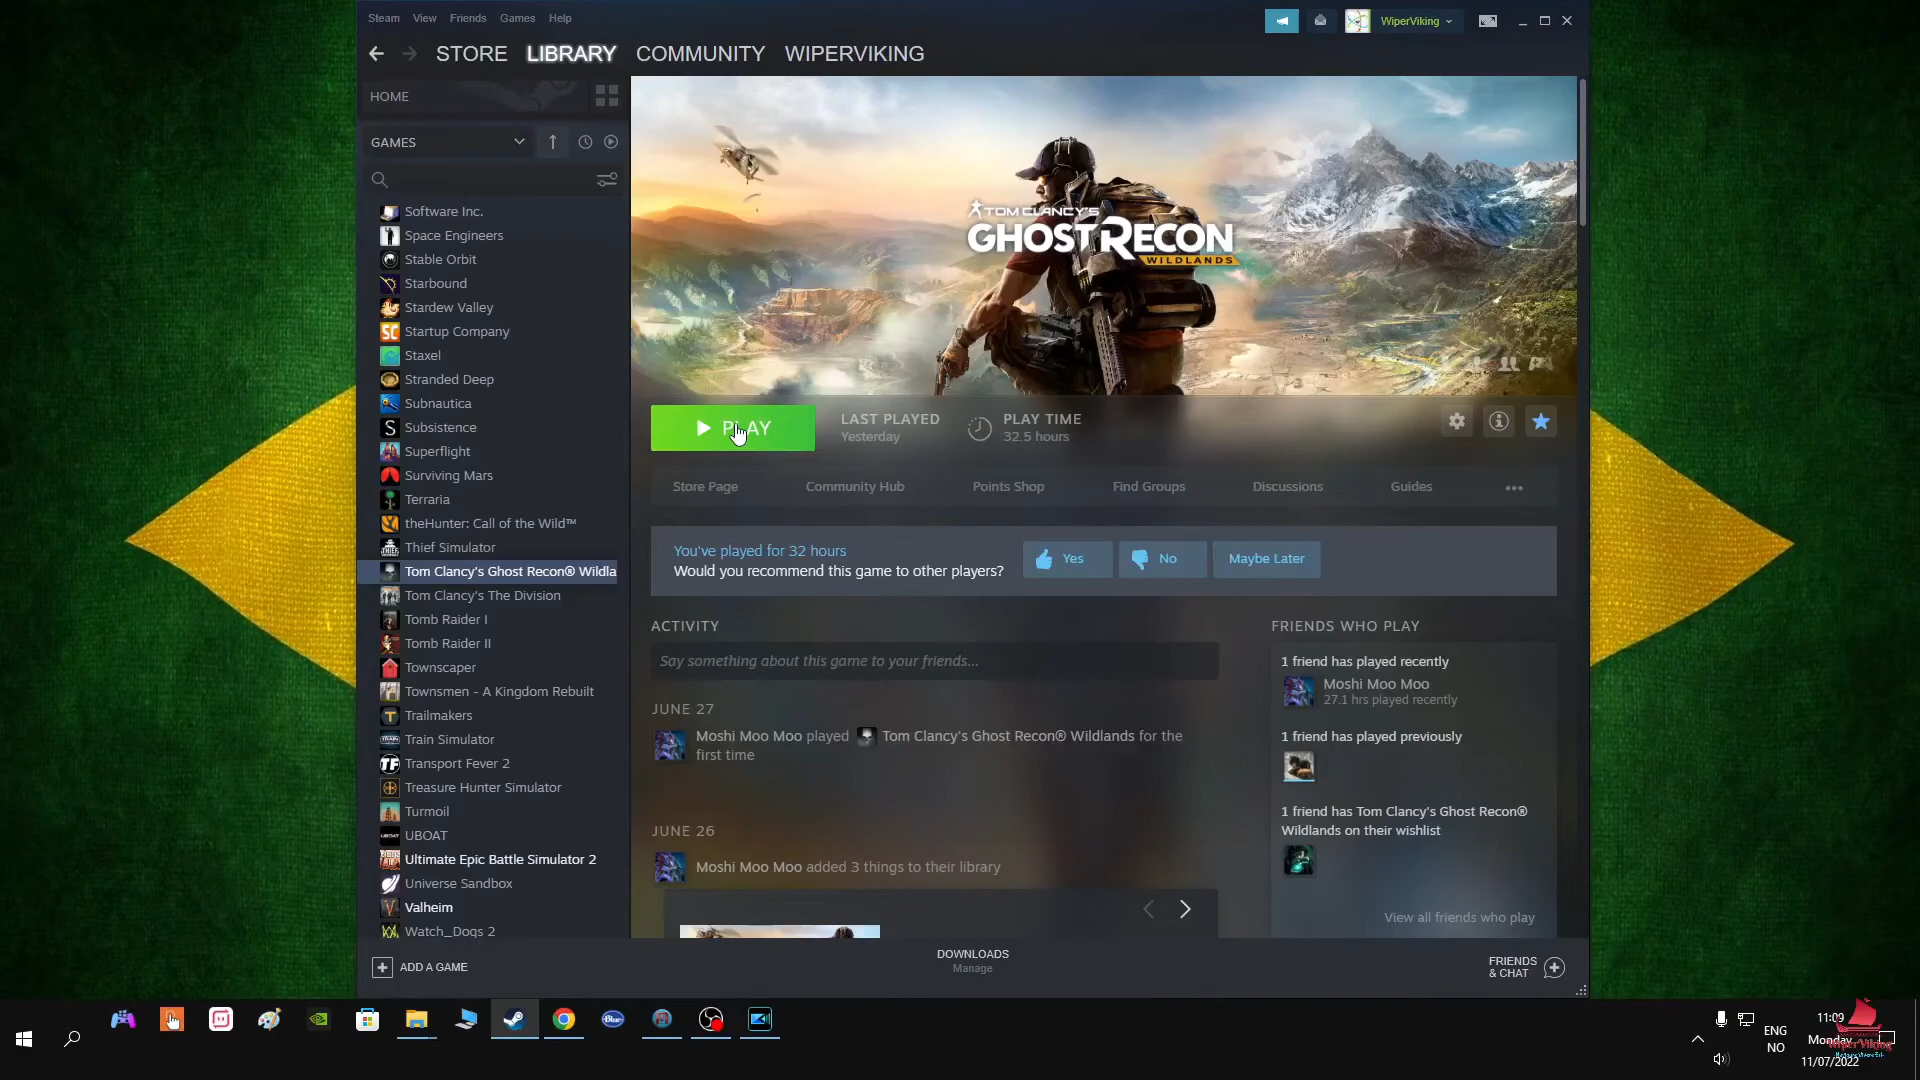 Steam View Friends Games Help
WiperViking
STORE LIBRARY COMMUNITY WIPERVIKING
HOME
GAMES
Software Inc.
Space Engineers
Stable Orbit
Starbound
Stardew Valley
Startup Company
Staxel
Stranded Deep
Subnautica
Subsistence
Superflight
Surviving Mars
Terraria
theHunter: Call of the Wild™
Thief Simulator
Tom Clancy's Ghost Recon® Wildla
Tom Clancy's The Division
Tomb Raider I
Tomb Raider II
Townscaper
Townsmen - A Kingdom Rebuilt
Trailmakers
Train Simulator
Transport Fever 2
Treasure Hunter Simulator
Turmoil
UBOAT
Ultimate Epic Battle Simulator 2
Universe Sandbox
Valheim
Watch_Dogs 2
TOM CLANCY'S
GHOST RECON
WILDLANDS
PLAY
LAST PLAYED
Yesterday
PLAY TIME
32.5 hours
Store Page Community Hub Points Shop Find Groups Discussions Guides
You've played for 32 hours
Would you recommend this game to other players?
Yes No Maybe Later
ACTIVITY
Say something about this game to your friends...
JUNE 27
Moshi Moo Moo played Tom Clancy's Ghost Recon® Wildlands for the
first time
JUNE 26
Moshi Moo Moo added 3 things to their library
FRIENDS WHO PLAY
1 friend has played recently
Moshi Moo Moo
27.1 hrs played recently
1 friend has played previously
1 friend has Tom Clancy's Ghost Recon®
Wildlands on their wishlist
View all friends who play
ADD A GAME
DOWNLOADS
Manage
FRIENDS
& CHAT
ENG
NO
11:09
Monday
11/07/2022
WiperViking